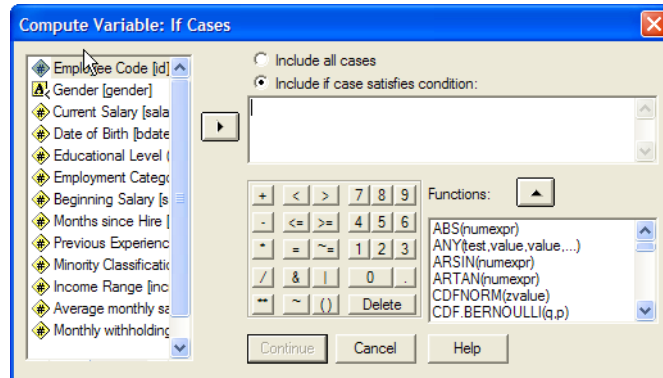 Compute Variable: If Cases
Employee Code [id]
Gender [gender]
Current Salary [sala
Date of Birth [bdate
Educational Level (
Employment Catego
Beginning Salary [s
Months since Hire [
Previous Experienc
Minority Classificatic
Income Range [inc
Average monthly sa
Monthly withholding
Include all cases
Include if case satisfies condition:
+ < > 7 8 9
- <= >= 4 5 6
* = ~= 1 2 3
/ & | 0 .
** ~ () Delete
Functions:
ABS(numexpr)
ANY(test,value,value,...)
ARSIN(numexpr)
ARTAN(numexpr)
CDFNORM(zvalue)
CDF.BERNOULLI(q,p)
Continue Cancel Help